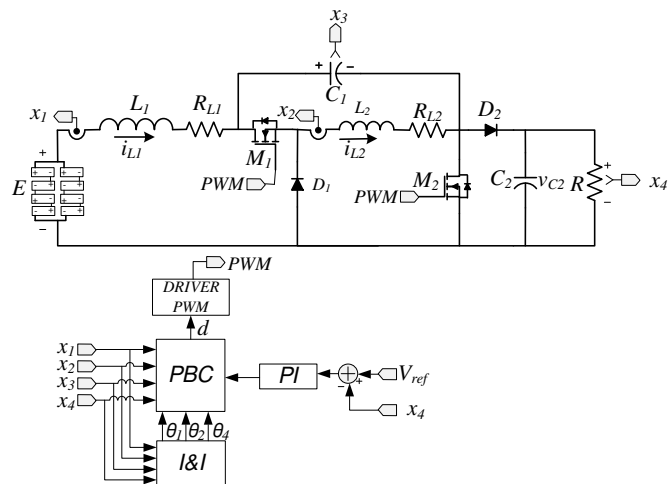 x3
+ −
C1
x1 L1 RL1 x2 L2 RL2 D2
iL1 M1 iL2
+ E −
PWM D1 M2 PWM
C2 vC2 R + − x4
PWM
DRIVER
PWM
d
x1
x2
x3
x4
PBC
PI
− +
Vref
x4
θ1 θ2 θ4
I&I